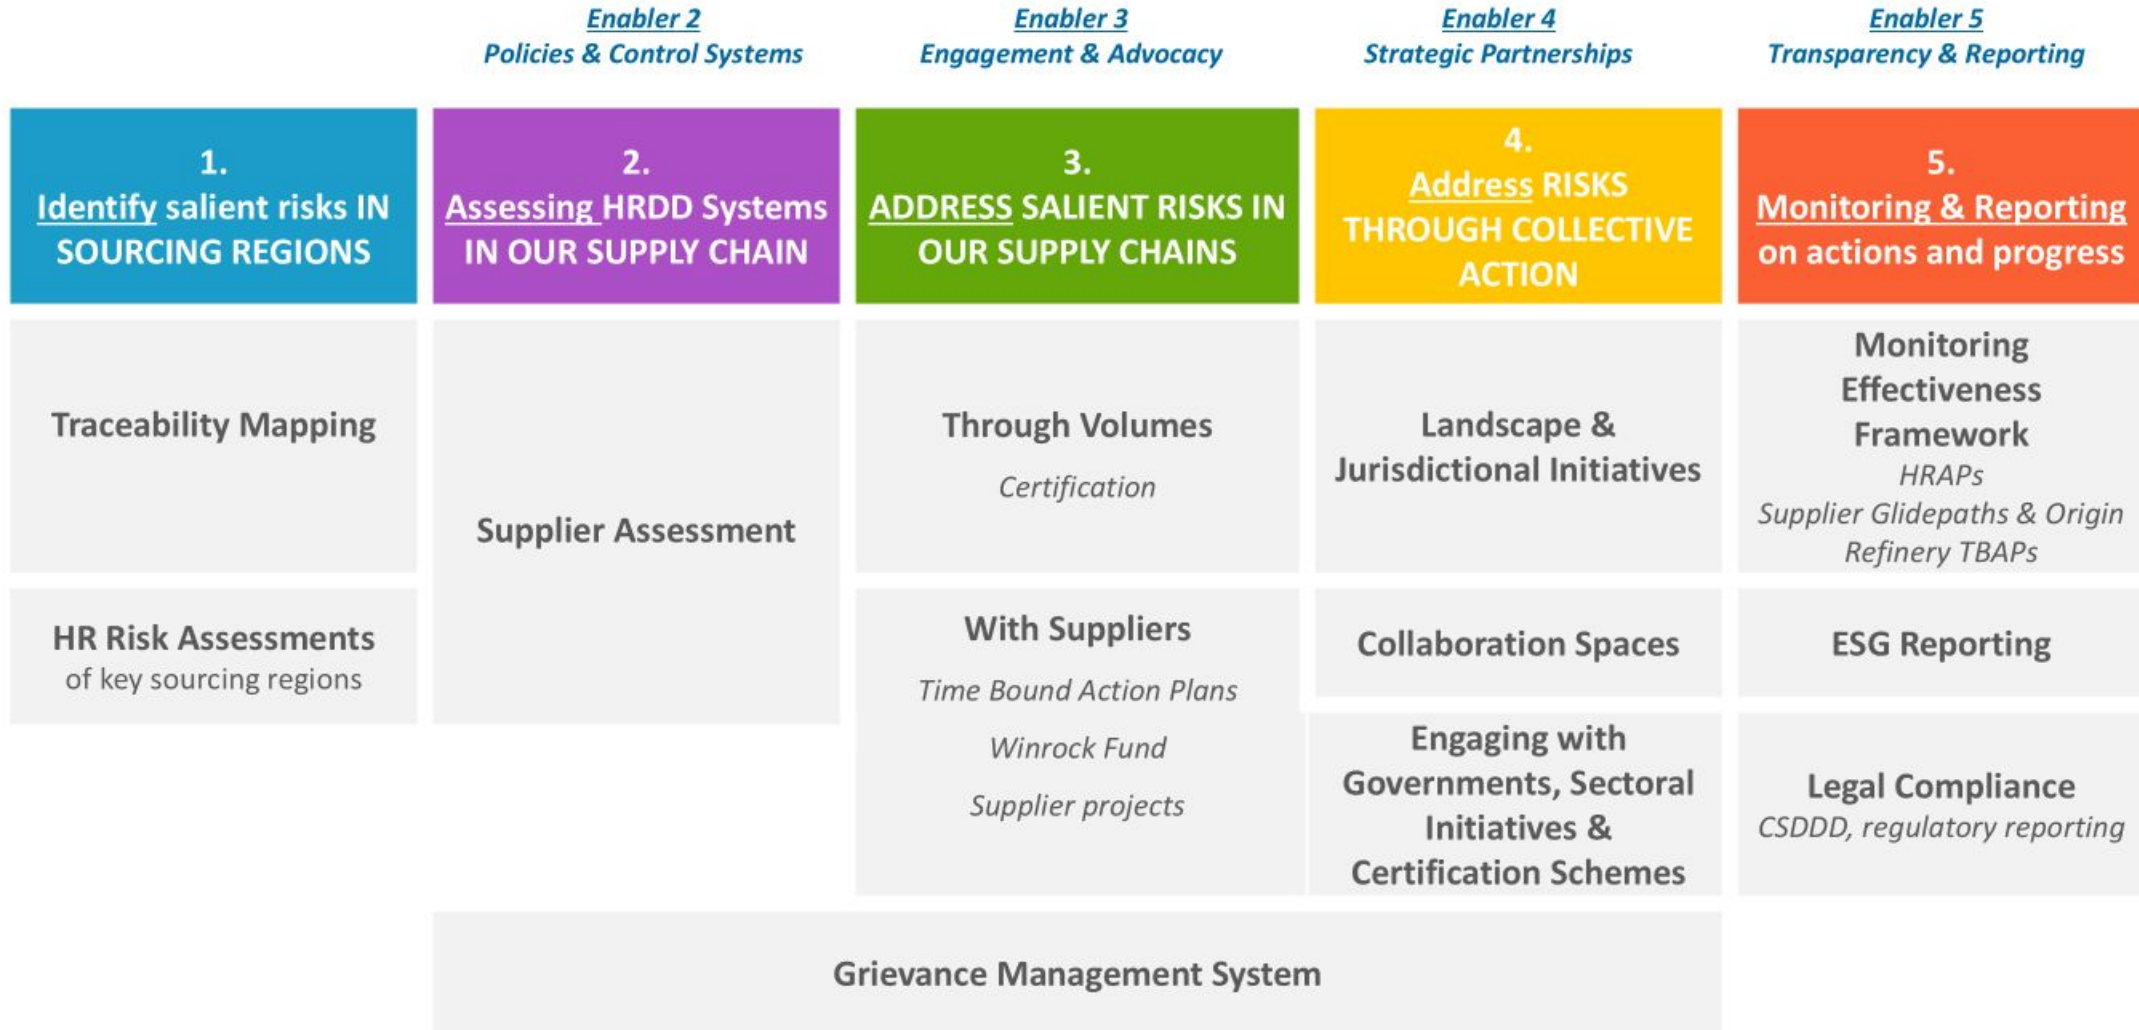 Enabler 2
Policies & Control Systems
Enabler 3
Engagement & Advocacy
Enabler 4
Strategic Partnerships
Enabler 5
Transparency & Reporting
1.
Identify salient risks IN
SOURCING REGIONS
2.
Assessing HRDD Systems
IN OUR SUPPLY CHAIN
3.
ADDRESS SALIENT RISKS IN
OUR SUPPLY CHAINS
4.
Address RISKS
THROUGH COLLECTIVE
ACTION
5.
Monitoring & Reporting
on actions and progress
Traceability Mapping
HR Risk Assessments
of key sourcing regions
Supplier Assessment
Through Volumes
Certification
With Suppliers
Time Bound Action Plans
Winrock Fund
Supplier projects
Landscape &
Jurisdictional Initiatives
Collaboration Spaces
Engaging with
Governments, Sectoral
Initiatives &
Certification Schemes
Monitoring
Effectiveness
Framework
HRAPs
Supplier Glidepaths & Origin
Refinery TBAPs
ESG Reporting
Legal Compliance
CSDDD, regulatory reporting
Grievance Management System